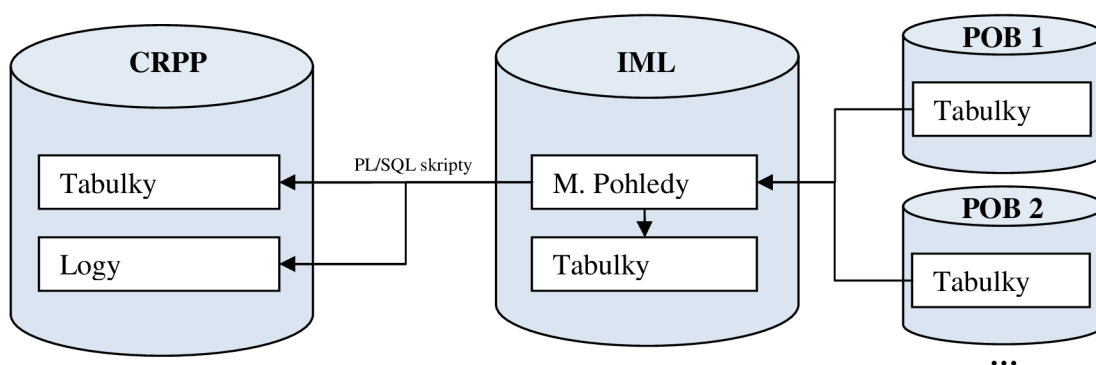 CRPP
Tabulky
Logy
PL/SQL skripty
IML
M. Pohledy
Tabulky
POB 1
Tabulky
POB 2
Tabulky
...